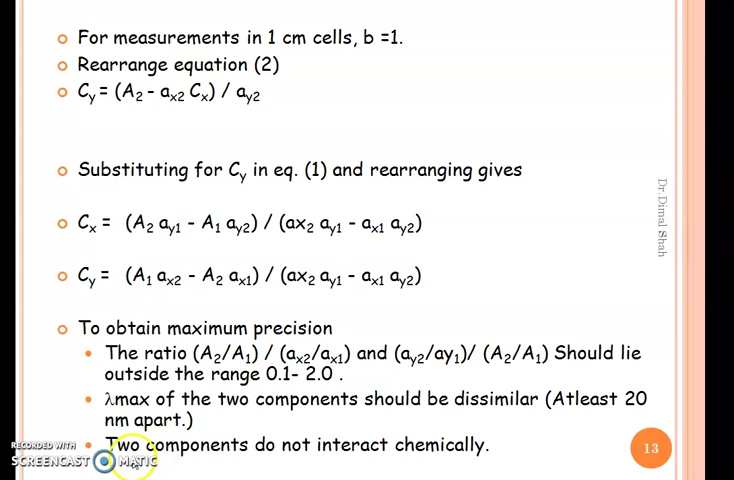 For measurements in 1 cm cells, b =1.
Rearrange equation (2)
Cy = (A2 - ax2 Cx) / ay2
Substituting for Cy in eq. (1) and rearranging gives
Cx = (A2 ay1 - A1 ay2) / (ax2 ay1 - ax1 ay2)
Cy = (A1 ax2 - A2 ax1) / (ax2 ay1 - ax1 ay2)
To obtain maximum precision
The ratio (A2/A1) / (ax2/ax1) and (ay2/ay1)/ (A2/A1) Should lie
outside the range 0.1- 2.0 .
λmax of the two components should be dissimilar (Atleast 20
nm apart.)
Two components do not interact chemically.
Dr.Dimal Shah
13
RECORDED WITH
SCREENCAST MATIC